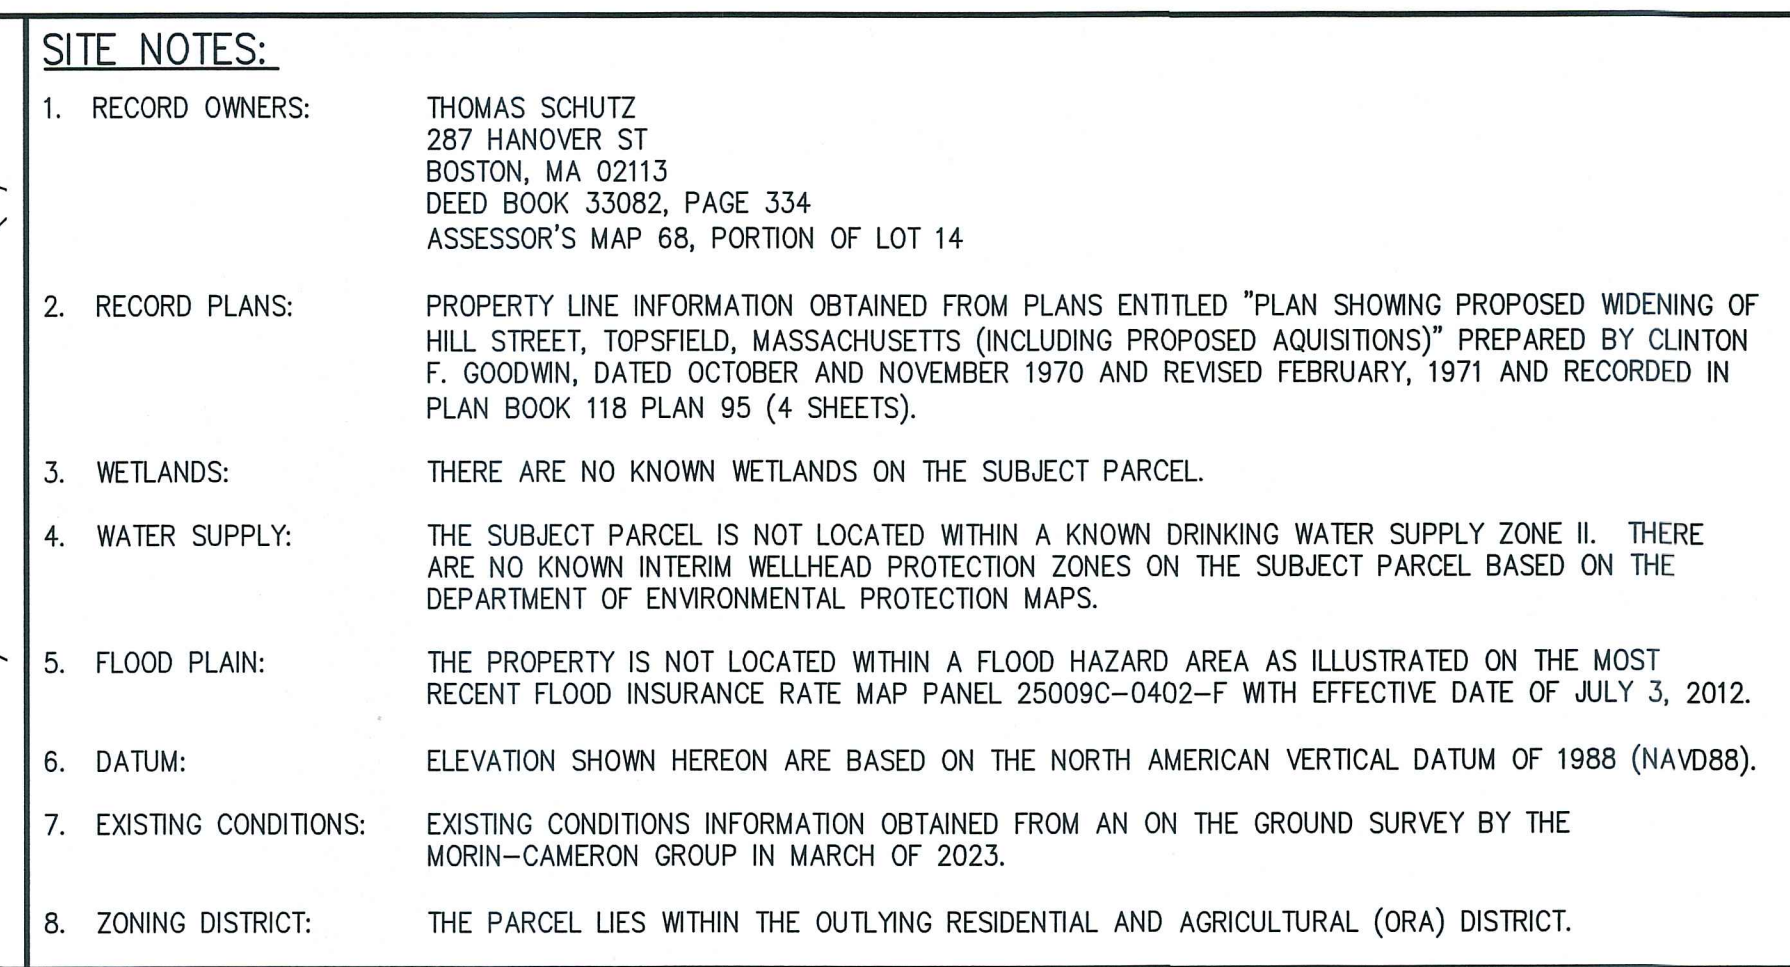 SITE NOTES:
1. RECORD OWNERS: THOMAS SCHUTZ
287 HANOVER ST
BOSTON, MA 02113
DEED BOOK 33082, PAGE 334
ASSESSOR'S MAP 68, PORTION OF LOT 14
2. RECORD PLANS: PROPERTY LINE INFORMATION OBTAINED FROM PLANS ENTITLED "PLAN SHOWING PROPOSED WIDENING OF
HILL STREET, TOPSFIELD, MASSACHUSETTS (INCLUDING PROPOSED AQUISITIONS)" PREPARED BY CLINTON
F. GOODWIN, DATED OCTOBER AND NOVEMBER 1970 AND REVISED FEBRUARY, 1971 AND RECORDED IN
PLAN BOOK 118 PLAN 95 (4 SHEETS).
3. WETLANDS: THERE ARE NO KNOWN WETLANDS ON THE SUBJECT PARCEL.
4. WATER SUPPLY: THE SUBJECT PARCEL IS NOT LOCATED WITHIN A KNOWN DRINKING WATER SUPPLY ZONE II. THERE
ARE NO KNOWN INTERIM WELLHEAD PROTECTION ZONES ON THE SUBJECT PARCEL BASED ON THE
DEPARTMENT OF ENVIRONMENTAL PROTECTION MAPS.
5. FLOOD PLAIN: THE PROPERTY IS NOT LOCATED WITHIN A FLOOD HAZARD AREA AS ILLUSTRATED ON THE MOST
RECENT FLOOD INSURANCE RATE MAP PANEL 25009C-0402-F WITH EFFECTIVE DATE OF JULY 3, 2012.
6. DATUM: ELEVATION SHOWN HEREON ARE BASED ON THE NORTH AMERICAN VERTICAL DATUM OF 1988 (NAVD88).
7. EXISTING CONDITIONS: EXISTING CONDITIONS INFORMATION OBTAINED FROM AN ON THE GROUND SURVEY BY THE
MORIN-CAMERON GROUP IN MARCH OF 2023.
8. ZONING DISTRICT: THE PARCEL LIES WITHIN THE OUTLYING RESIDENTIAL AND AGRICULTURAL (ORA) DISTRICT.